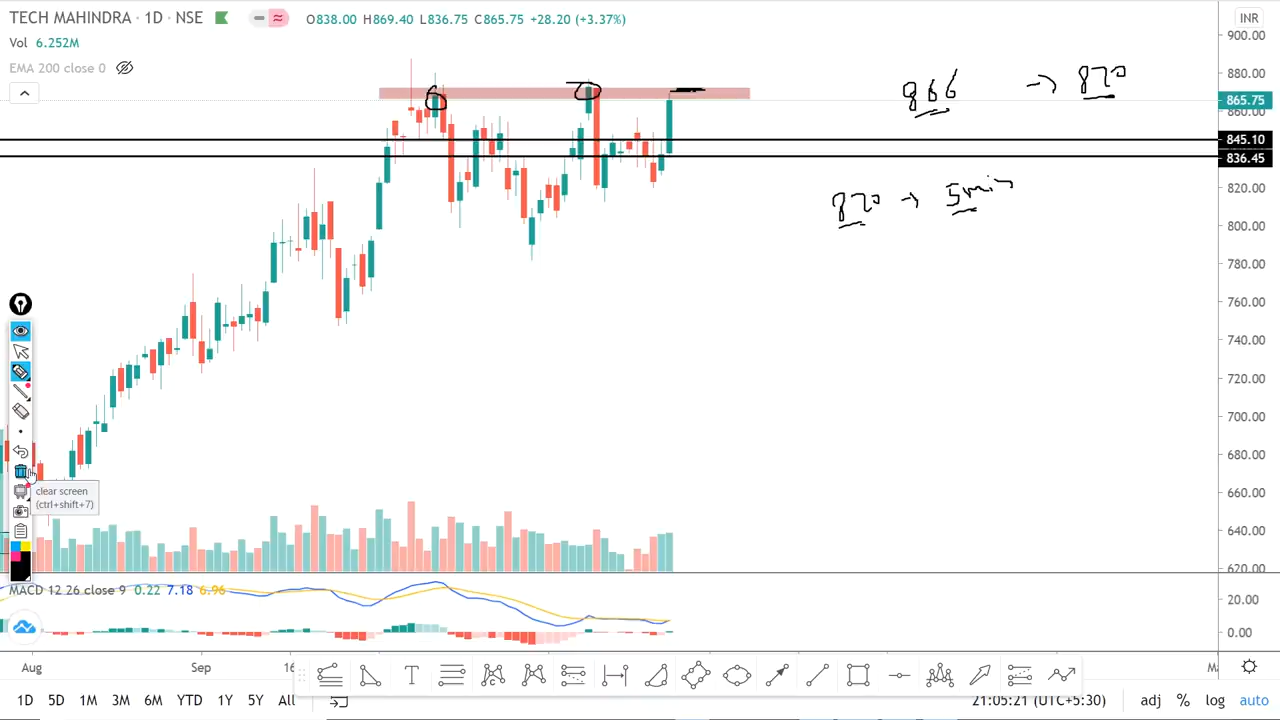 TECH MAHINDRA · 1D · NSE
O838.00 H869.40 L836.75 C865.75 +28.20 (+3.37%)
INR
Vol 6.252M
EMA 200 close 0
900.00
880.00
865.75
860.00
845.10
836.45
820.00
800.00
780.00
760.00
740.00
720.00
700.00
680.00
660.00
640.00
620.00
866 → 870
870 → 5 min
clear screen
(ctrl+shift+7)
MACD 12 26 close 9 0.22 7.18 6.96
20.00
0.00
Aug
Sep
16
1D 5D 1M 3M 6M YTD 1Y 5Y All
21:05:21 (UTC+5:30)
adj % log auto